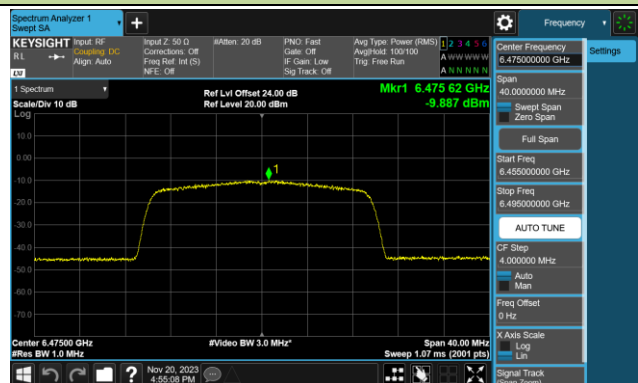 Spectrum Analyzer 1
Swept SA
Frequency
KEYSIGHT
Input: RF
Input Z: 50 Ω
#Atten: 20 dB
PNO: Fast
Avg Type: Power (RMS)
1 2 3 4 5 6
RL
Coupling: DC
Corrections: Off
Gate: Off
Avg|Hold: 100/100
A WW WW W
Align: Auto
Freq Ref: Int (S)
IF Gain: Low
Trig: Free Run
NFE: Off
Sig Track: Off
A N N N N N
LXI
Center Frequency
6.475000000 GHz
Settings
Span
40.0000000 MHz
Swept Span
Zero Span
Full Span
Start Freq
6.455000000 GHz
Stop Freq
6.495000000 GHz
AUTO TUNE
CF Step
4.000000 MHz
Auto
Man
Freq Offset
0 Hz
X Axis Scale
Log
Lin
Signal Track
(Span Zoom)
1 Spectrum
Ref Lvl Offset 24.00 dB
Mkr1 6.475 62 GHz
Scale/Div 10 dB
Ref Level 20.00 dBm
-9.887 dBm
Log
10.0
0.00
1
-10.0
-20.0
-30.0
-40.0
-50.0
-60.0
-70.0
Center 6.47500 GHz
#Video BW 3.0 MHz*
Span 40.00 MHz
#Res BW 1.0 MHz
Sweep 1.07 ms (2001 pts)
?
Nov 20, 2023
4:55:08 PM